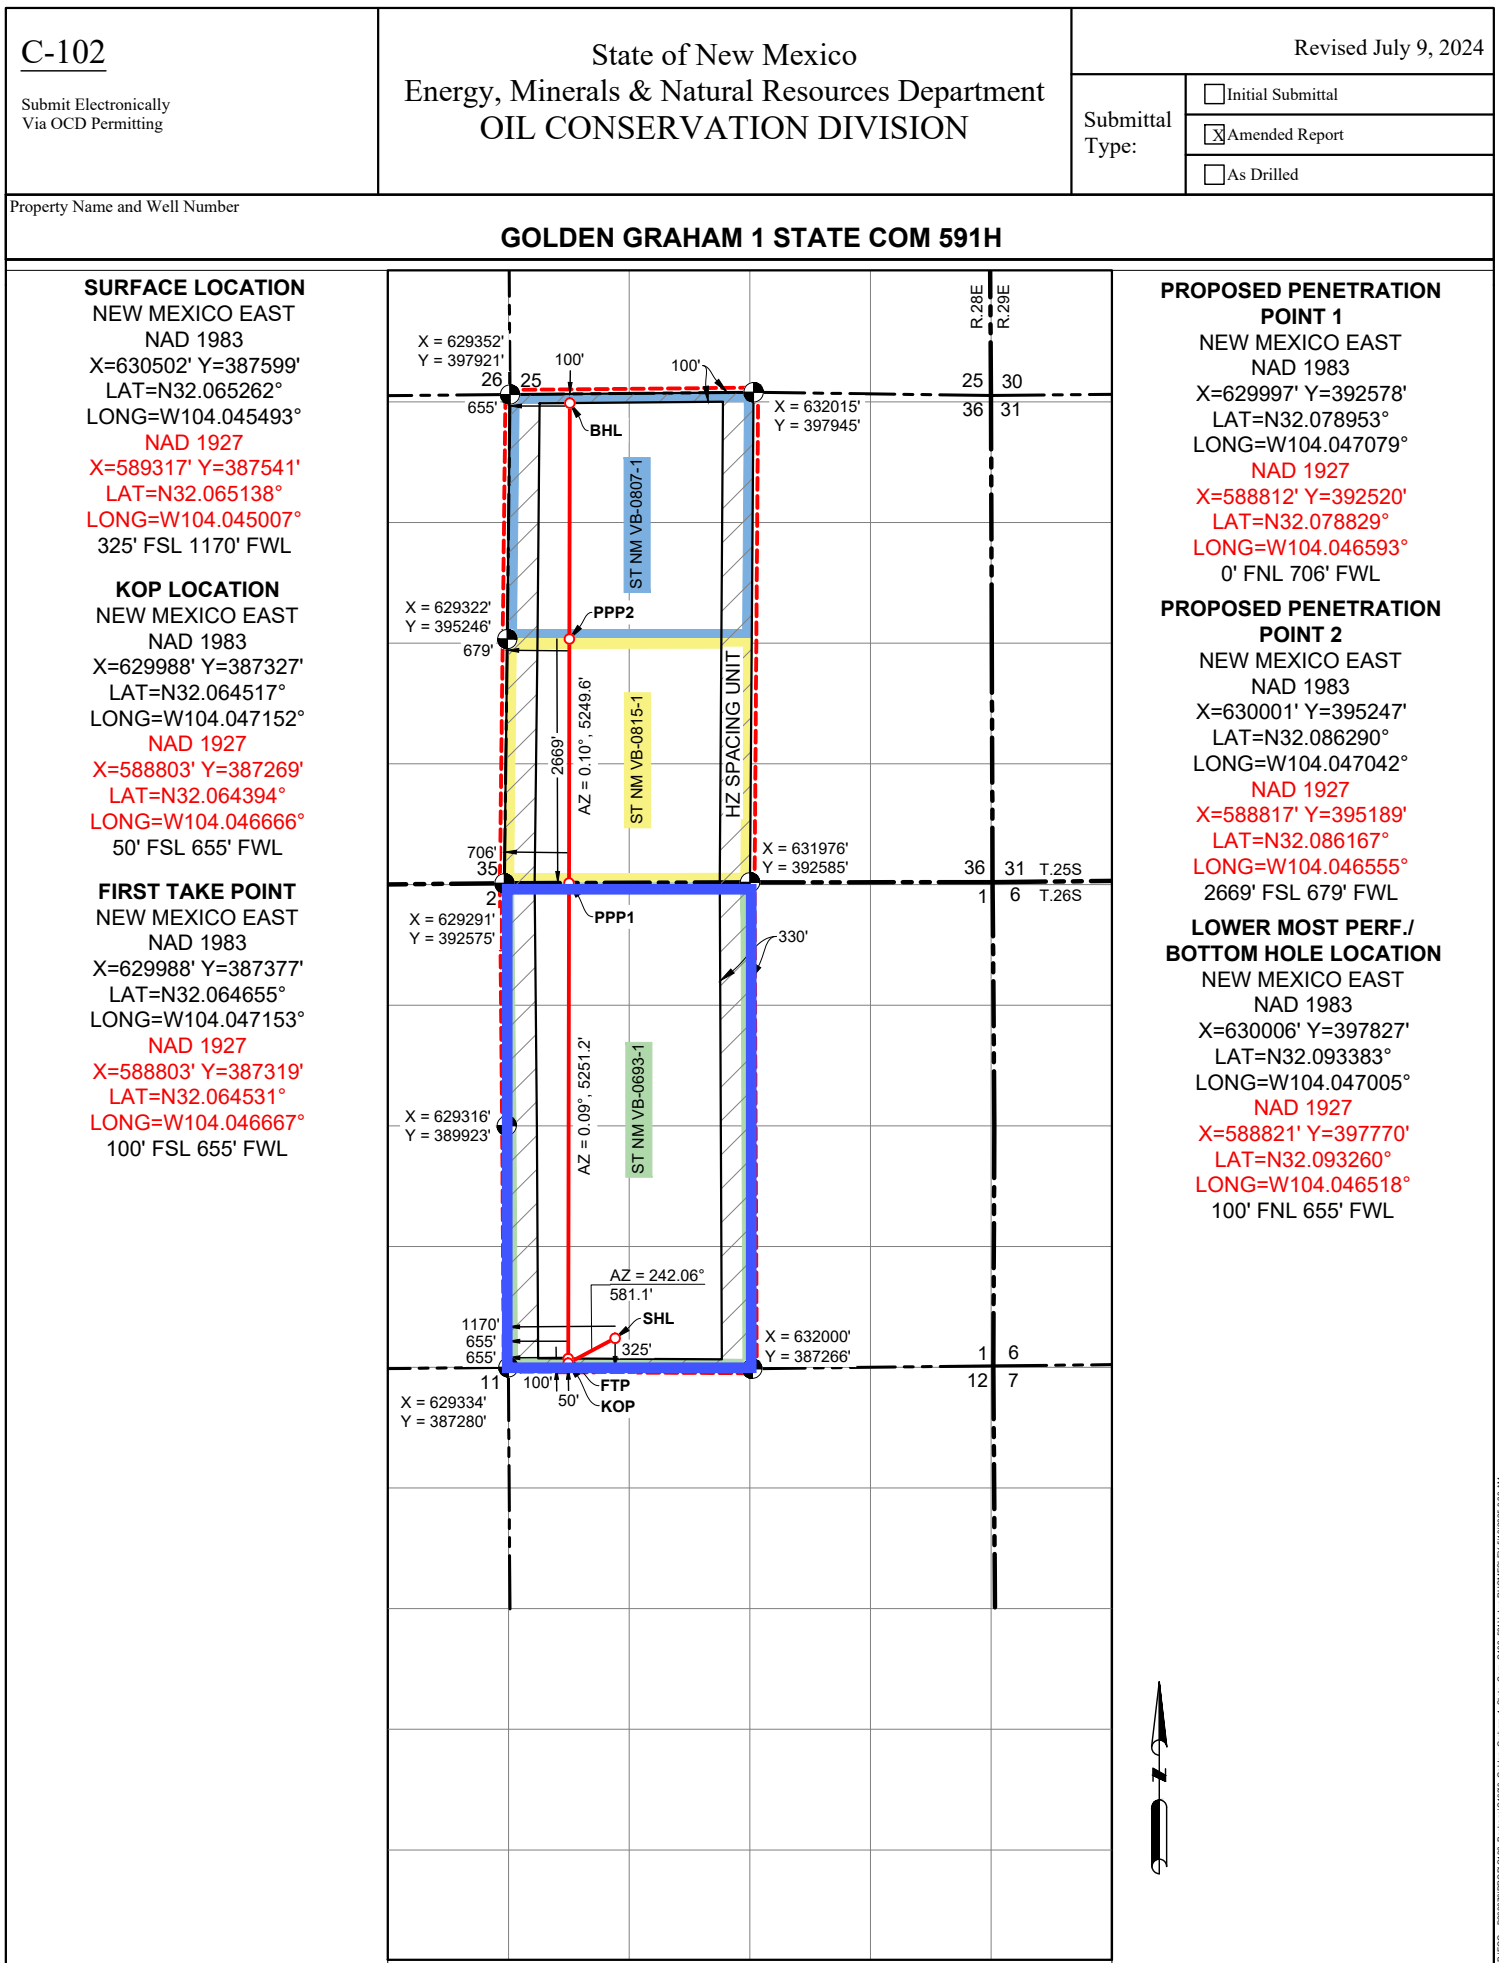 C-102
Submit Electronically
Via OCD Permitting
State of New Mexico
Energy, Minerals & Natural Resources Department
OIL CONSERVATION DIVISION
Revised July 9, 2024
Submittal
Type:
Initial Submittal
X Amended Report
As Drilled
Property Name and Well Number
GOLDEN GRAHAM 1 STATE COM 591H
SURFACE LOCATION
NEW MEXICO EAST
NAD 1983
X=630502' Y=387599'
LAT=N32.065262°
LONG=W104.045493°
NAD 1927
X=589317' Y=387541'
LAT=N32.065138°
LONG=W104.045007°
325' FSL 1170' FWL
KOP LOCATION
NEW MEXICO EAST
NAD 1983
X=629988' Y=387327'
LAT=N32.064517°
LONG=W104.047152°
NAD 1927
X=588803' Y=387269'
LAT=N32.064394°
LONG=W104.046666°
50' FSL 655' FWL
FIRST TAKE POINT
NEW MEXICO EAST
NAD 1983
X=629988' Y=387377'
LAT=N32.064655°
LONG=W104.047153°
NAD 1927
X=588803' Y=387319'
LAT=N32.064531°
LONG=W104.046667°
100' FSL 655' FWL
R.28E
R.29E
X = 629352'
Y = 397921'
100'
100'
26 25
25 30
36 31
655'
BHL
X = 632015'
Y = 397945'
ST NM VB-0807-1
X = 629322'
Y = 395246'
PPP2
679'
2669'
AZ = 0.10°, 5249.6'
ST NM VB-0815-1
HZ SPACING UNIT
706'
X = 631976'
Y = 392585'
35
2
36 31 T.25S
1 6 T.26S
PPP1
X = 629291'
Y = 392575'
330'
X = 629316'
Y = 389923'
AZ = 0.09°, 5251.2'
ST NM VB-0693-1
AZ = 242.06°
581.1'
SHL
1170'
655'
655'
325'
X = 632000'
Y = 387266'
1 6
12 7
11
100'
50'
FTP
KOP
X = 629334'
Y = 387280'
PROPOSED PENETRATION
POINT 1
NEW MEXICO EAST
NAD 1983
X=629997' Y=392578'
LAT=N32.078953°
LONG=W104.047079°
NAD 1927
X=588812' Y=392520'
LAT=N32.078829°
LONG=W104.046593°
0' FNL 706' FWL
PROPOSED PENETRATION
POINT 2
NEW MEXICO EAST
NAD 1983
X=630001' Y=395247'
LAT=N32.086290°
LONG=W104.047042°
NAD 1927
X=588817' Y=395189'
LAT=N32.086167°
LONG=W104.046555°
2669' FSL 679' FWL
LOWER MOST PERF./
BOTTOM HOLE LOCATION
NEW MEXICO EAST
NAD 1983
X=630006' Y=397827'
LAT=N32.093383°
LONG=W104.047005°
NAD 1927
X=588821' Y=397770'
LAT=N32.093260°
LONG=W104.046518°
100' FNL 655' FWL
N